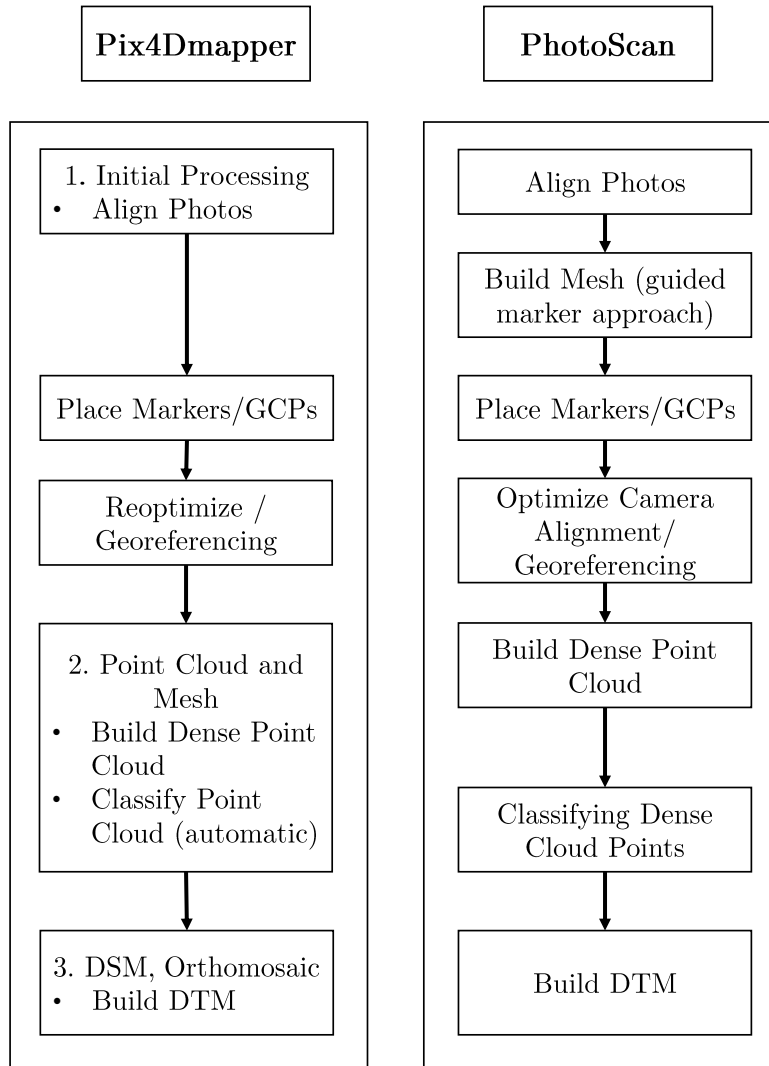 Pix4Dmapper
1. Initial Processing
• Align Photos
Place Markers/GCPs
Reoptimize /
Georeferencing
2. Point Cloud and
Mesh
• Build Dense Point
Cloud
• Classify Point
Cloud (automatic)
3. DSM, Orthomosaic
• Build DTM
PhotoScan
Align Photos
Build Mesh (guided
marker approach)
Place Markers/GCPs
Optimize Camera
Alignment/
Georeferencing
Build Dense Point
Cloud
Classifying Dense
Cloud Points
Build DTM